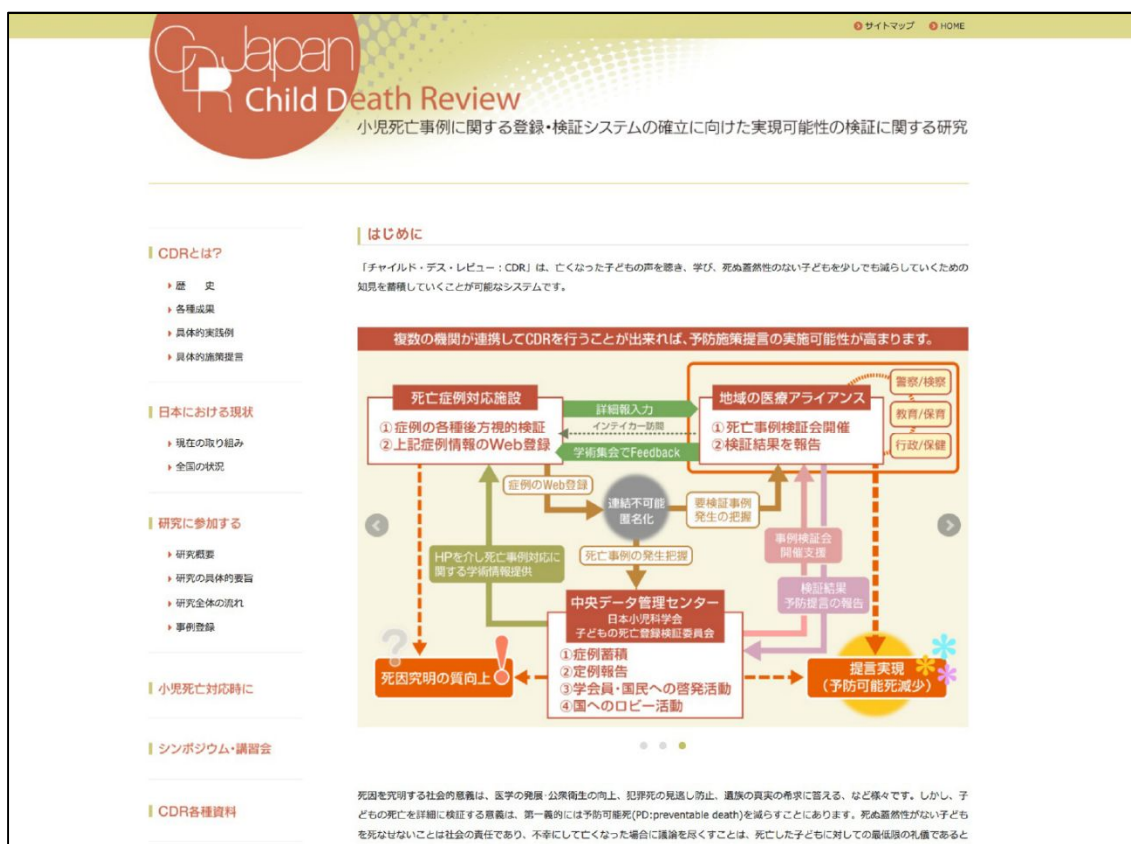 サイトマップ HOME
CDR Japan
Child Death Review
小児死亡事例に関する登録・検証システムの確立に向けた実現可能性の検証に関する研究
CDRとは?
歴 史
各種成果
具体的実践例
具体的施策提言
日本における現状
現在の取り組み
全国の状況
研究に参加する
研究概要
研究の具体的要旨
研究全体の流れ
事例登録
小児死亡対応時に
シンポジウム・講習会
CDR各種資料
はじめに
「チャイルド・デス・レビュー:CDR」は、亡くなった子どもの声を聴き、学び、死ぬ蓋然性のない子どもを少しでも減らしていくための
知見を蓄積していくことが可能なシステムです。
複数の機関が連携してCDRを行うことが出来れば、予防施策提言の実施可能性が高まります。
死亡症例対応施設
①症例の各種後方視的検証
②上記症例情報のWeb登録
詳細報入力
インテイカー訪問
学術集会でFeedback
地域の医療アライアンス
①死亡事例検証会開催
②検証結果を報告
警察/検察
教育/保育
行政/保健
症例のWeb登録
連結不可能
匿名化
要検証事例
発生の把握
HPを介し死亡事例対応に
関する学術情報提供
死亡事例の発生把握
事例検証会
開催支援
検証結果
予防提言の報告
中央データ管理センター
日本小児科学会
子どもの死亡登録検証委員会
①症例蓄積
②定例報告
③学会員・国民への啓発活動
④国へのロビー活動
?
死因究明の質向上!
提言実現
(予防可能死減少)
死因を究明する社会的意義は、医学の発展・公衆衛生の向上、犯罪死の見逃し防止、遺族の真実の希求に答える、など様々です。しかし、子
どもの死亡を詳細に検証する意義は、第一義的には予防可能死(PD:preventable death)を減らすことにあります。死ぬ蓋然性がない子ども
を死なせないことは社会の責任であり、不幸にして亡くなった場合に議論を尽くすことは、死亡した子どもに対しての最低限の礼儀であると